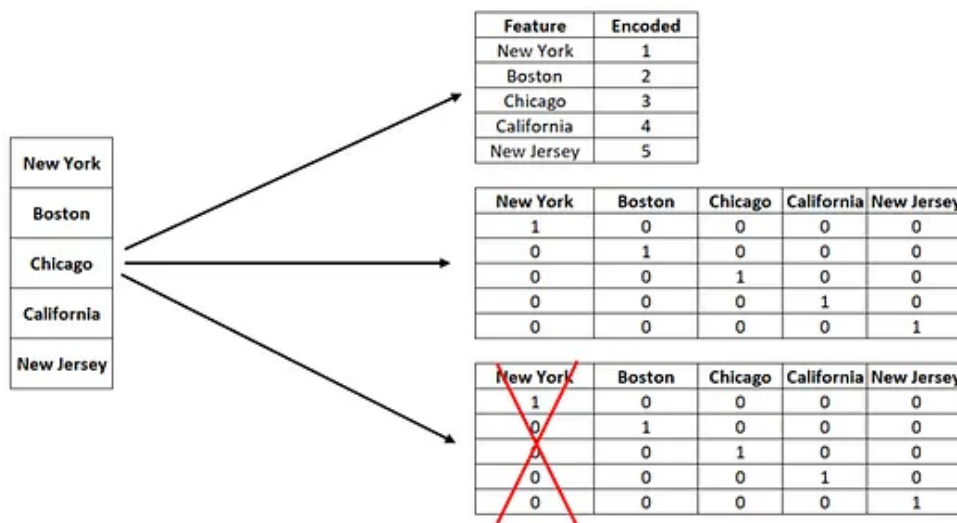 New York
Boston
Chicago
California
New Jersey
Feature Encoded
New York 1
Boston 2
Chicago 3
California 4
New Jersey 5
New York Boston Chicago California New Jersey
1 0 0 0 0
0 1 0 0 0
0 0 1 0 0
0 0 0 1 0
0 0 0 0 1
New York Boston Chicago California New Jersey
1 0 0 0 0
0 1 0 0 0
0 0 1 0 0
0 0 0 1 0
0 0 0 0 1